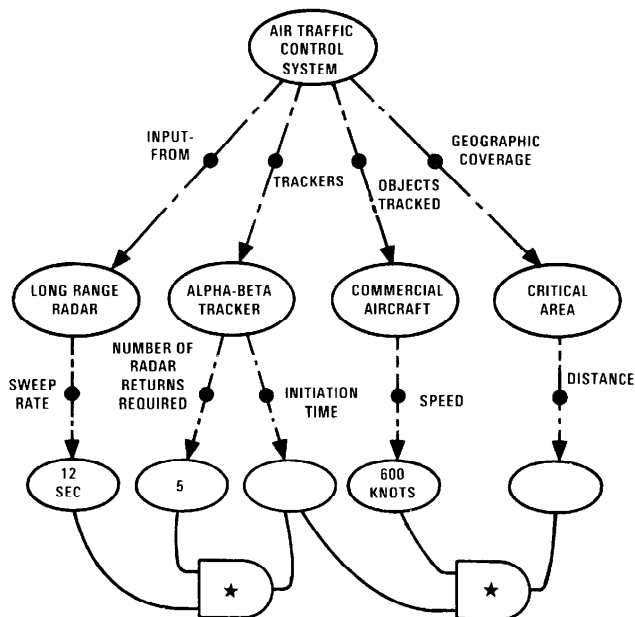 AIR TRAFFIC
CONTROL
SYSTEM
INPUT-
FROM
TRACKERS
OBJECTS
TRACKED
GEOGRAPHIC
COVERAGE
LONG RANGE
RADAR
ALPHA-BETA
TRACKER
COMMERCIAL
AIRCRAFT
CRITICAL
AREA
SWEEP
RATE
NUMBER OF
RADAR
RETURNS
REQUIRED
INITIATION
TIME
SPEED
DISTANCE
12
SEC
5
600
KNOTS